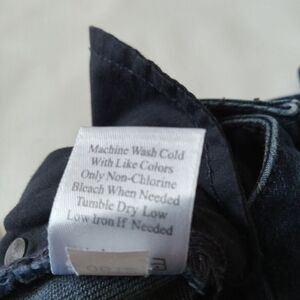 Machine Wash Cold
With Like Colors
Only Non-Chlorine
Bleach When Needed
Tumble Dry Low
Low Iron If Needed